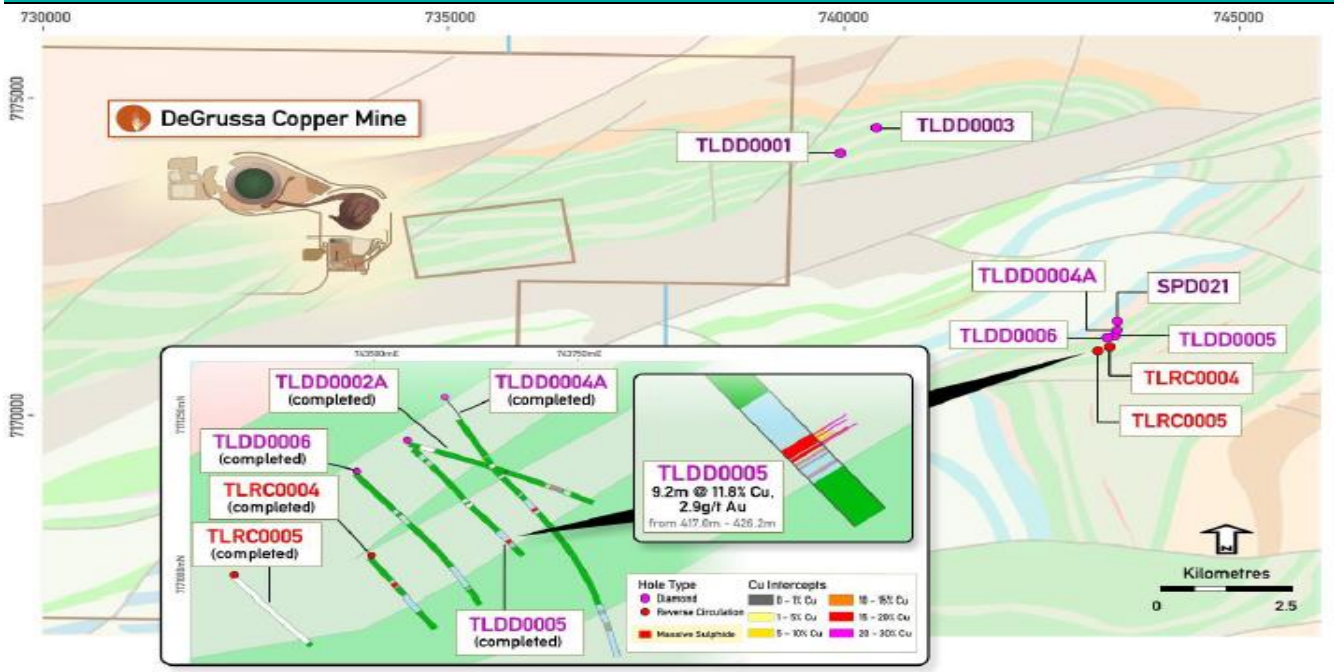 730000
735000
740000
745000
7175000
7170000
DeGrussa Copper Mine
TLDD0001
TLDD0003
TLDD0004A
SPD021
TLDD0006
TLDD0005
TLRC0004
TLRC0005
743750mE
TLDD0002A
(completed)
TLDD0004A
(completed)
TLDD0006
(completed)
TLRC0004
(completed)
TLRC0005
(completed)
TLDD0005
(completed)
TLDD0005
9.2m @ 11.8% Cu,
2.9g/t Au
from 417.0m - 426.2m
Hole Type
Diamond
Reverse Circulation
Massive Sulphide
Cu Intercepts
0 - 1% Cu
1 - 5% Cu
5 - 10% Cu
10 - 15% Cu
15 - 20% Cu
20 - 30% Cu
N
Kilometres
0
2.5